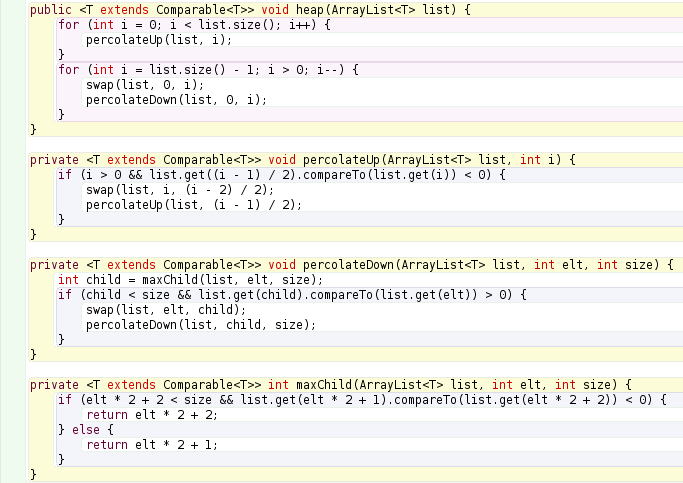 public <T extends Comparable<T>> void heap(ArrayList<T> list) {
for (int i = 0; i < list.size(); i++) {
percolateUp(list, i);
}
for (int i = list.size() - 1; i > 0; i--) {
swap(list, 0, i);
percolateDown(list, 0, i);
}
}
private <T extends Comparable<T>> void percolateUp(ArrayList<T> list, int i) {
if (i > 0 && list.get((i - 1) / 2).compareTo(list.get(i)) < 0) {
swap(list, i, (i - 2) / 2);
percolateUp(list, (i - 1) / 2);
}
}
private <T extends Comparable<T>> void percolateDown(ArrayList<T> list, int elt, int size) {
int child = maxChild(list, elt, size);
if (child < size && list.get(child).compareTo(list.get(elt)) > 0) {
swap(list, elt, child);
percolateDown(list, child, size);
}
}
private <T extends Comparable<T>> int maxChild(ArrayList<T> list, int elt, int size) {
if (elt * 2 + 2 < size && list.get(elt * 2 + 1).compareTo(list.get(elt * 2 + 2)) < 0) {
return elt * 2 + 2;
} else {
return elt * 2 + 1;
}
}